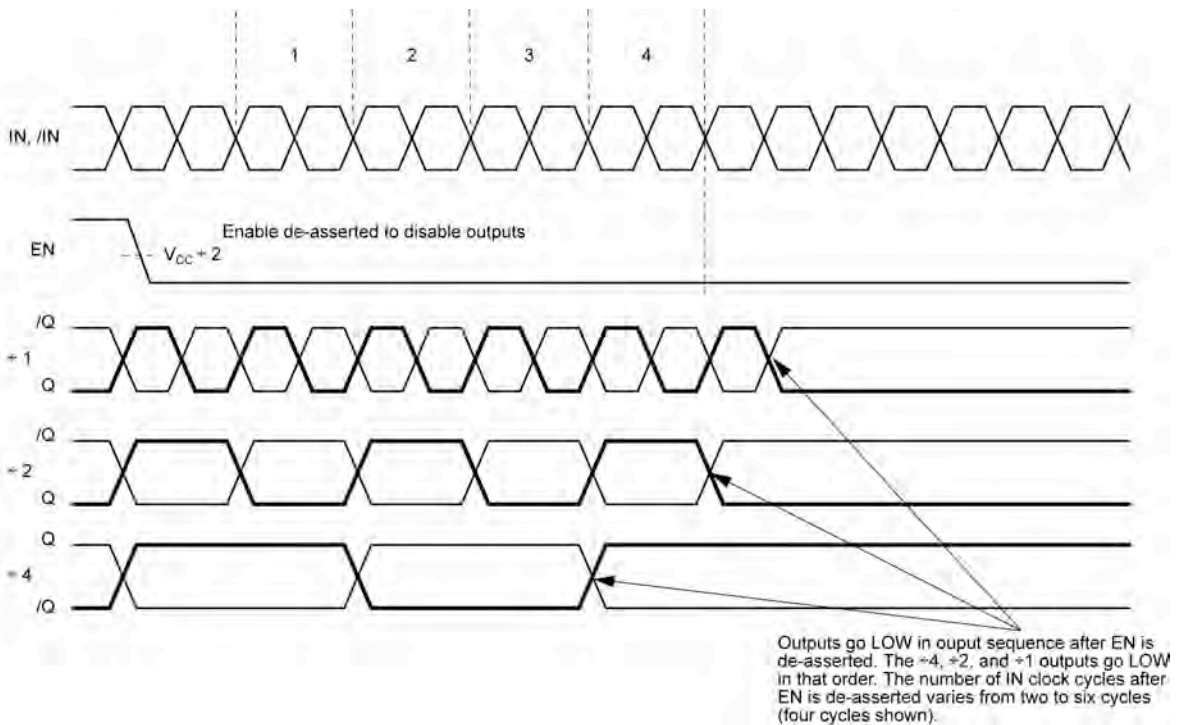 1 2 3 4
IN, /IN
EN
Enable de-asserted to disable outputs
VCC ÷ 2
/Q
÷ 1
Q
/Q
÷ 2
Q
Q
÷ 4
/Q
Outputs go LOW in ouput sequence after EN is
de-asserted. The ÷4, ÷2, and ÷1 outputs go LOW
in that order. The number of IN clock cycles after
EN is de-asserted varies from two to six cycles
(four cycles shown).